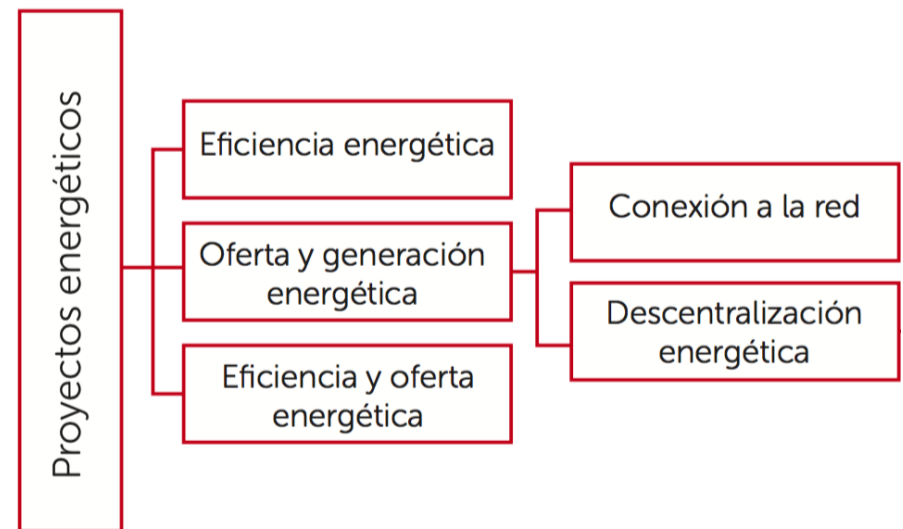 Proyectos energéticos
Eficiencia energética
Oferta y generación
energética
Eficiencia y oferta
energética
Conexión a la red
Descentralización
energética